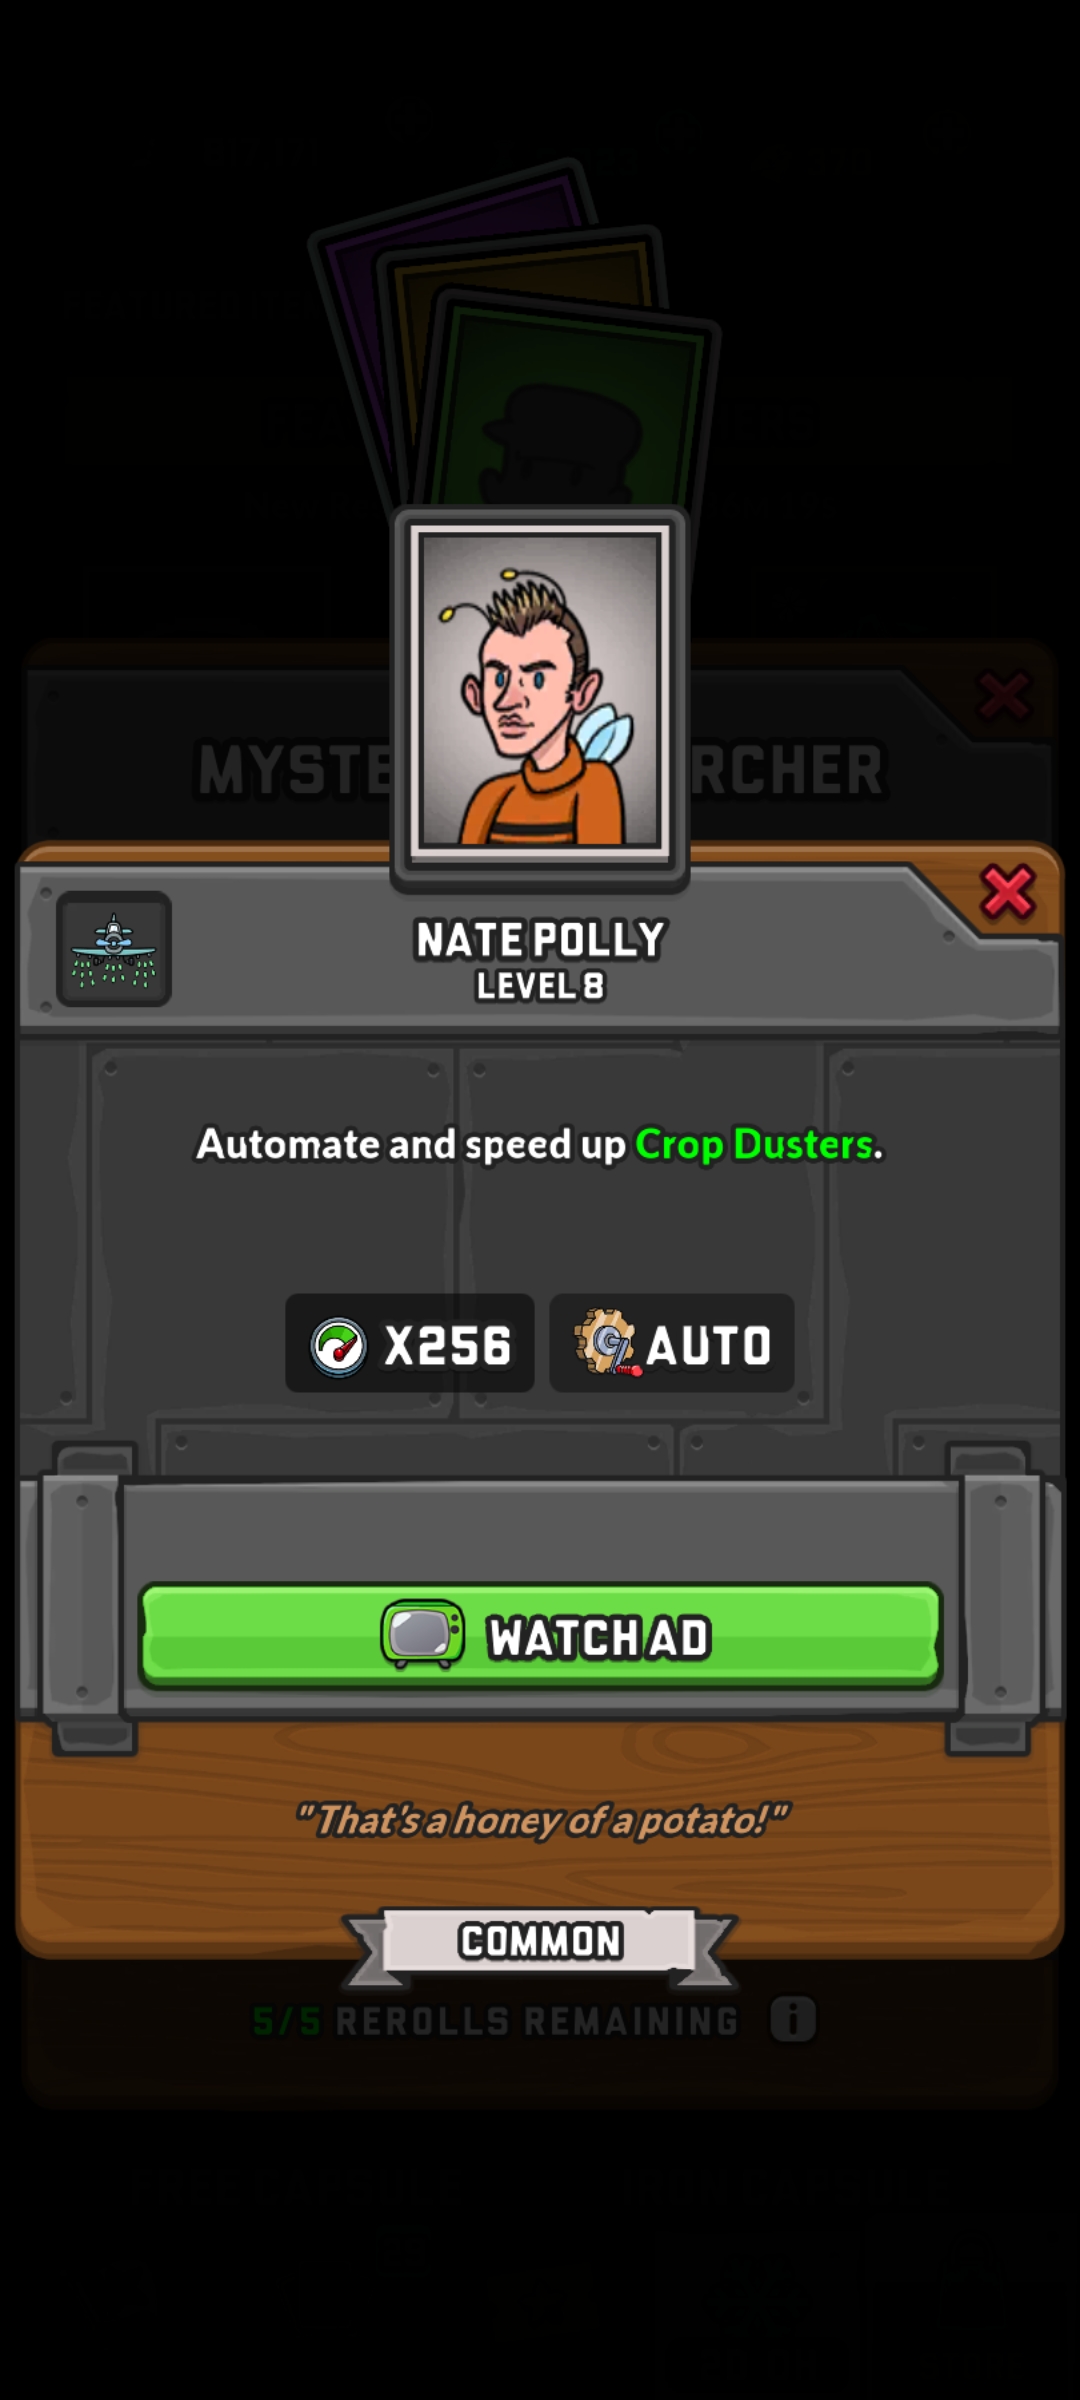 MYSTE RCHER
NATE POLLY
LEVEL 8
Automate and speed up Crop Dusters.
X256
AUTO
WATCH AD
"That's a honey of a potato!"
COMMON
5/5 REROLLS REMAINING
i